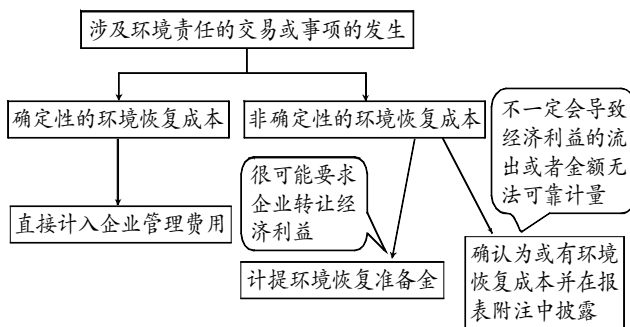 涉及环境责任的交易或事项的发生
确定性的环境恢复成本
非确定性的环境恢复成本
不一定会导致
经济利益的流
出或者金额无
法可靠计量
很可能要求
企业转让经
济利益
直接计入企业管理费用
计提环境恢复准备金
确认为或有环境
恢复成本并在报
表附注中披露